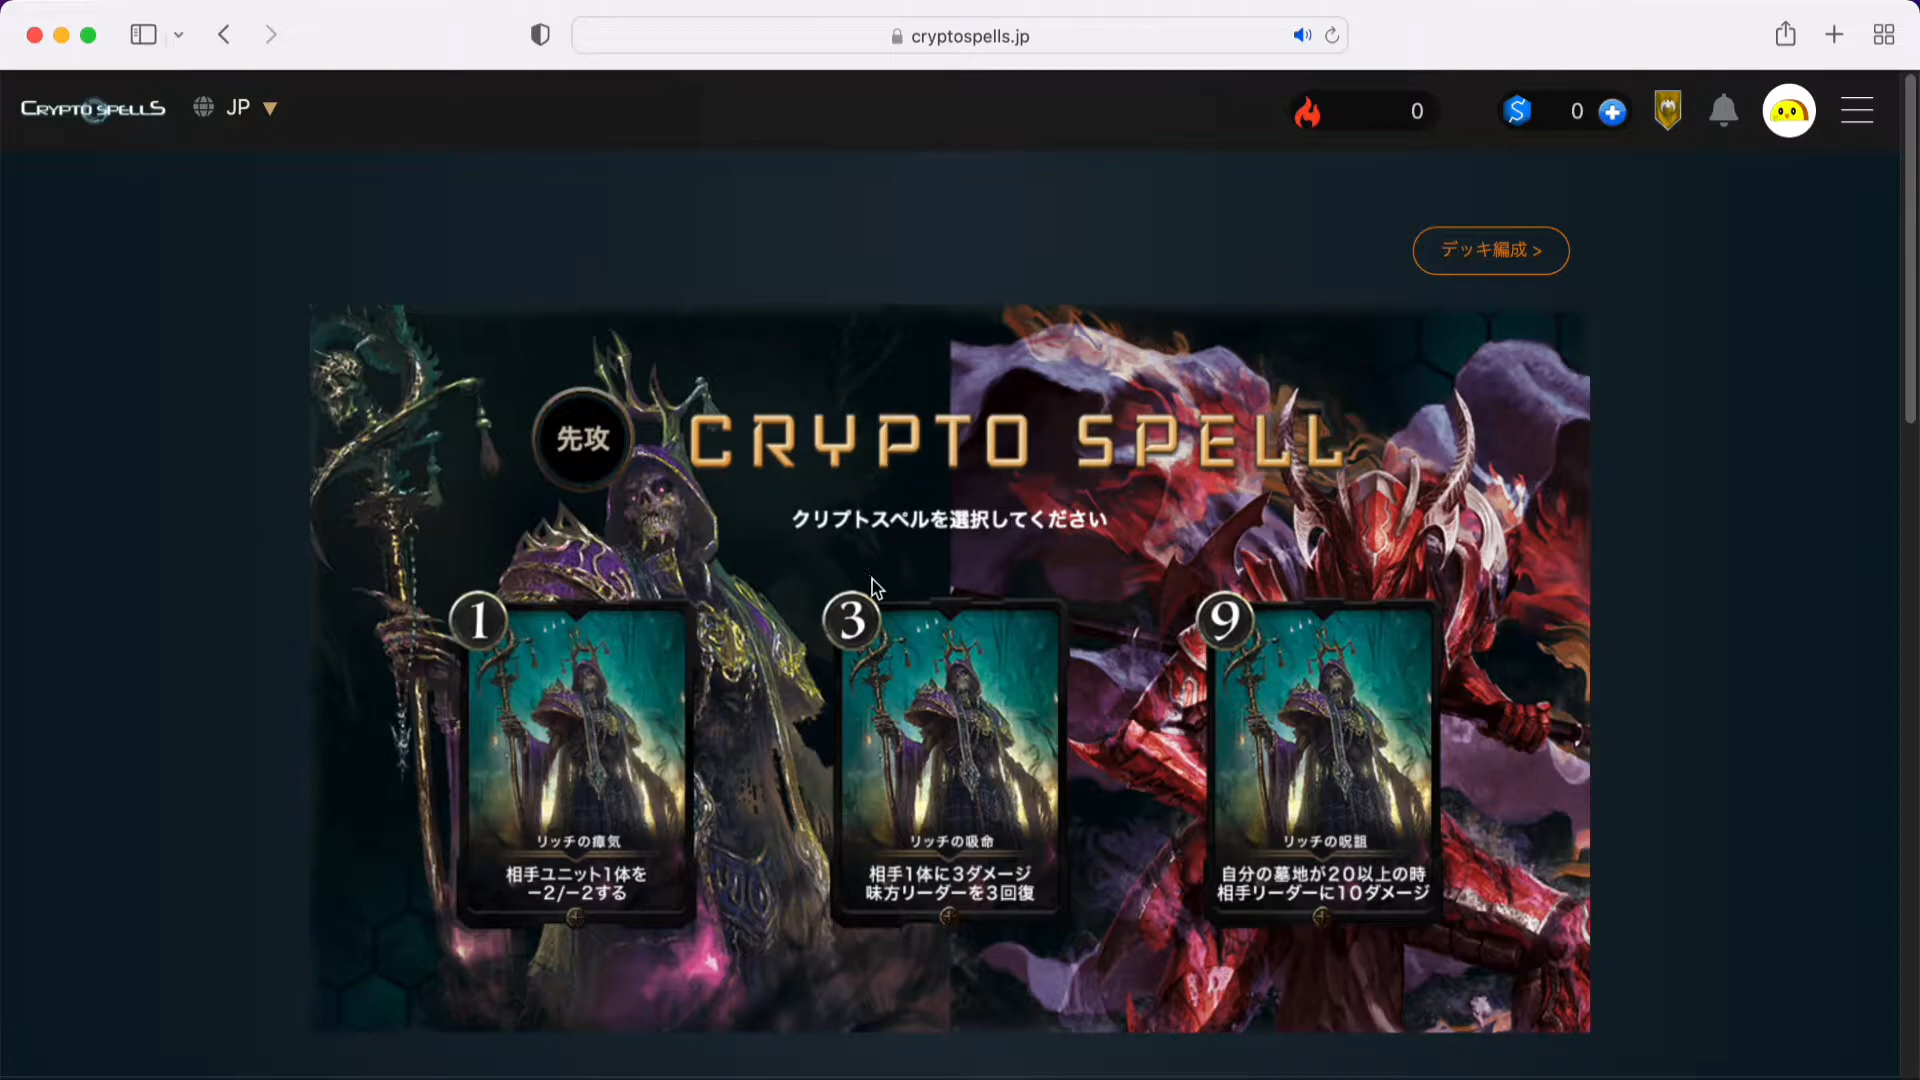 cryptospells.jp
CRYPTO SPELLS
JP
0
0
デッキ編成 >
先攻
CRYPTO SPELL
クリプトスペルを選択してください
1
リッチの瘴気
相手ユニット1体を
−2/−2する
3
リッチの吸命
相手1体に3ダメージ
味方リーダーを3回復
9
リッチの呪詛
自分の墓地が20以上の時
相手リーダーに10ダメージ